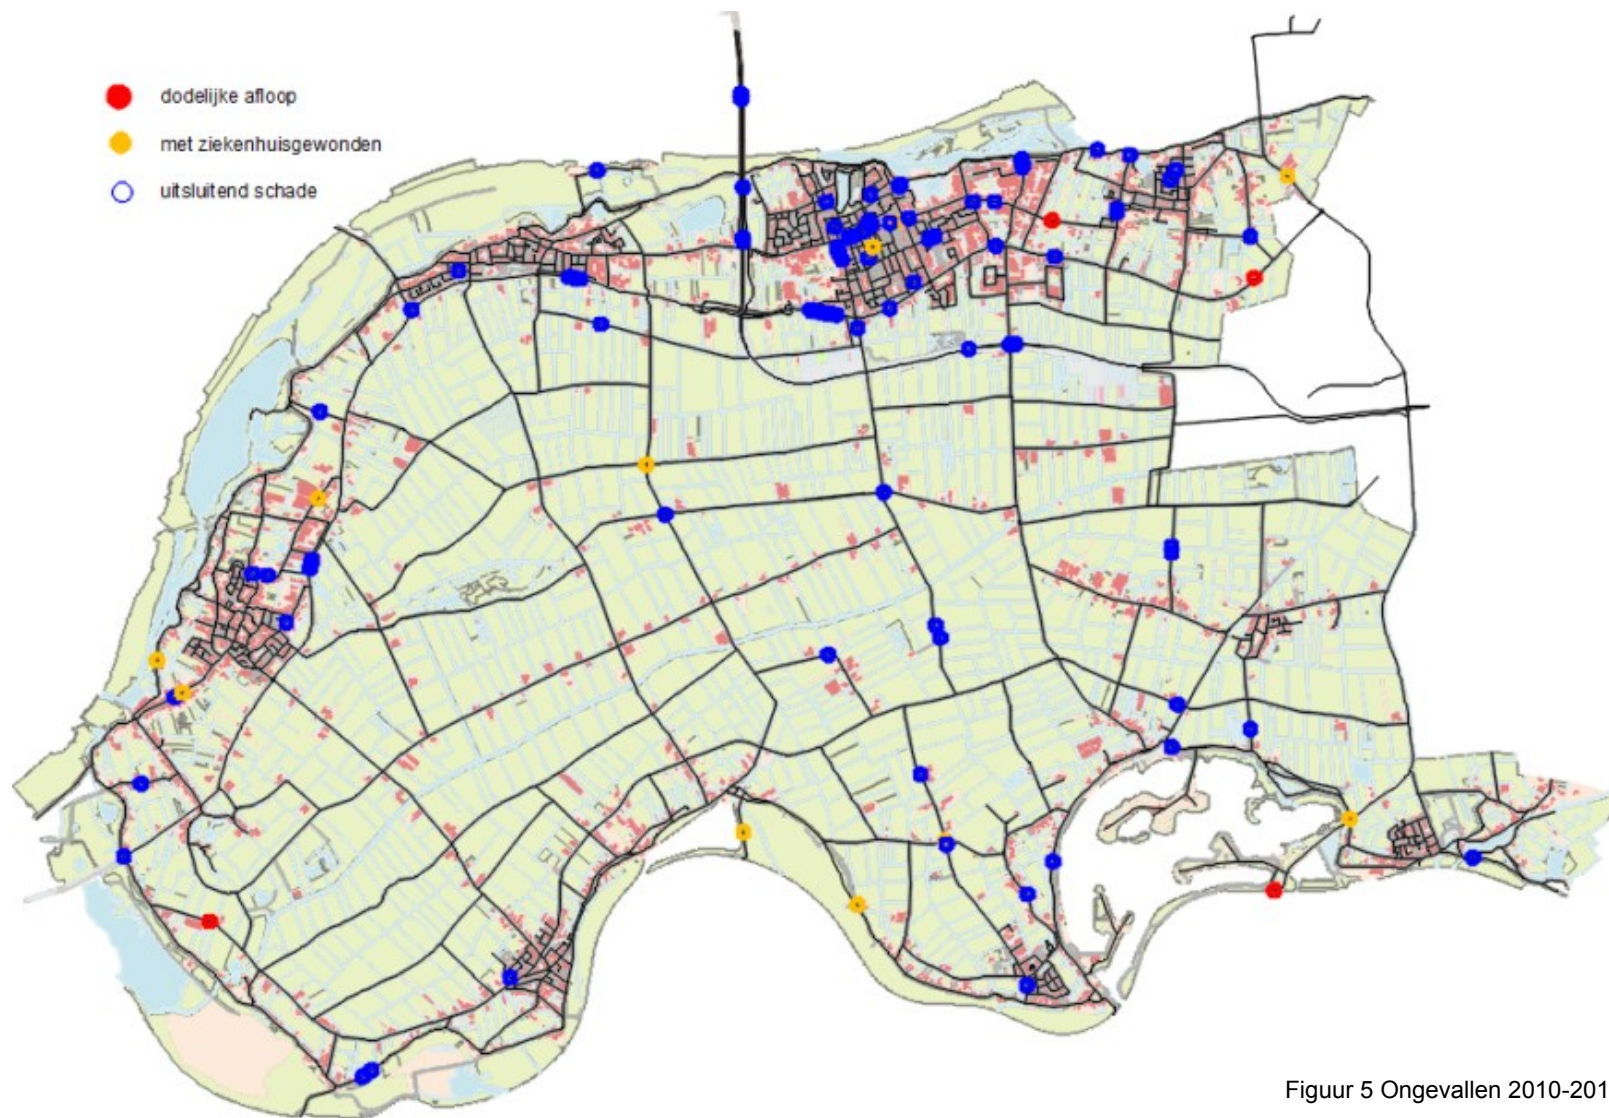 dodelijke afloop
met ziekenhuisgewonden
uitsluitend schade
Figuur 5 Ongevallen 2010-201